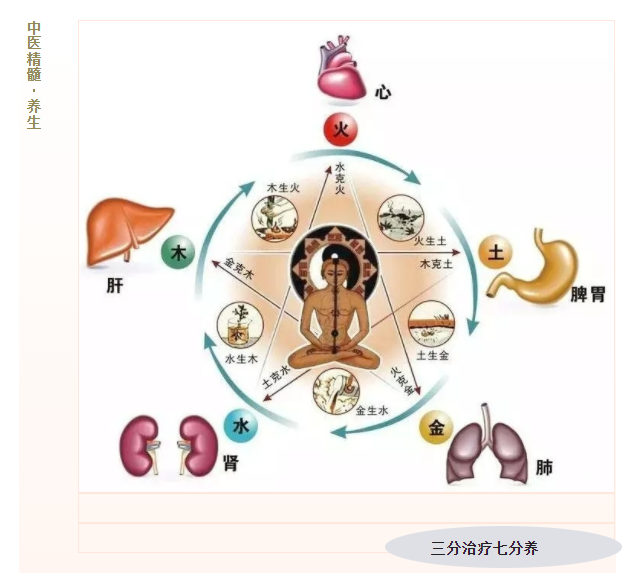 中医精髓·养生
心
火
水克火
木生火
火生土
木克土
土
脾胃
木
肝
金克木
水生木
土生金
土克水
火克金
金生水
水
肾
金
肺
三分治疗七分养